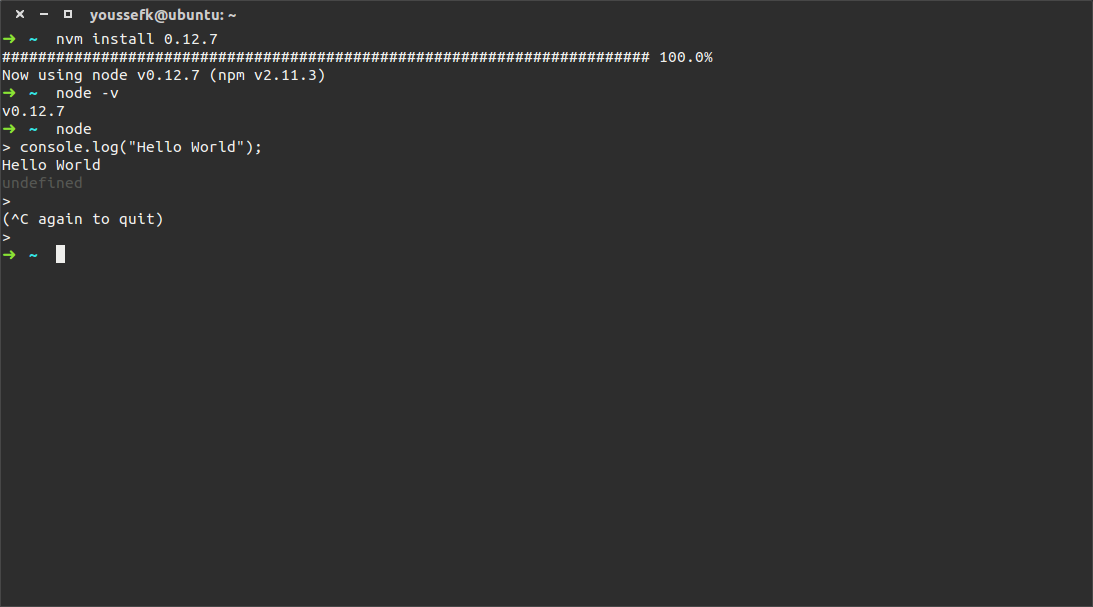 youssefk@ubuntu: ~
➜ ~ nvm install 0.12.7
######################################################################## 100.0%
Now using node v0.12.7 (npm v2.11.3)
➜ ~ node -v
v0.12.7
➜ ~ node
> console.log("Hello World");
Hello World
undefined
>
(^C again to quit)
>
➜ ~